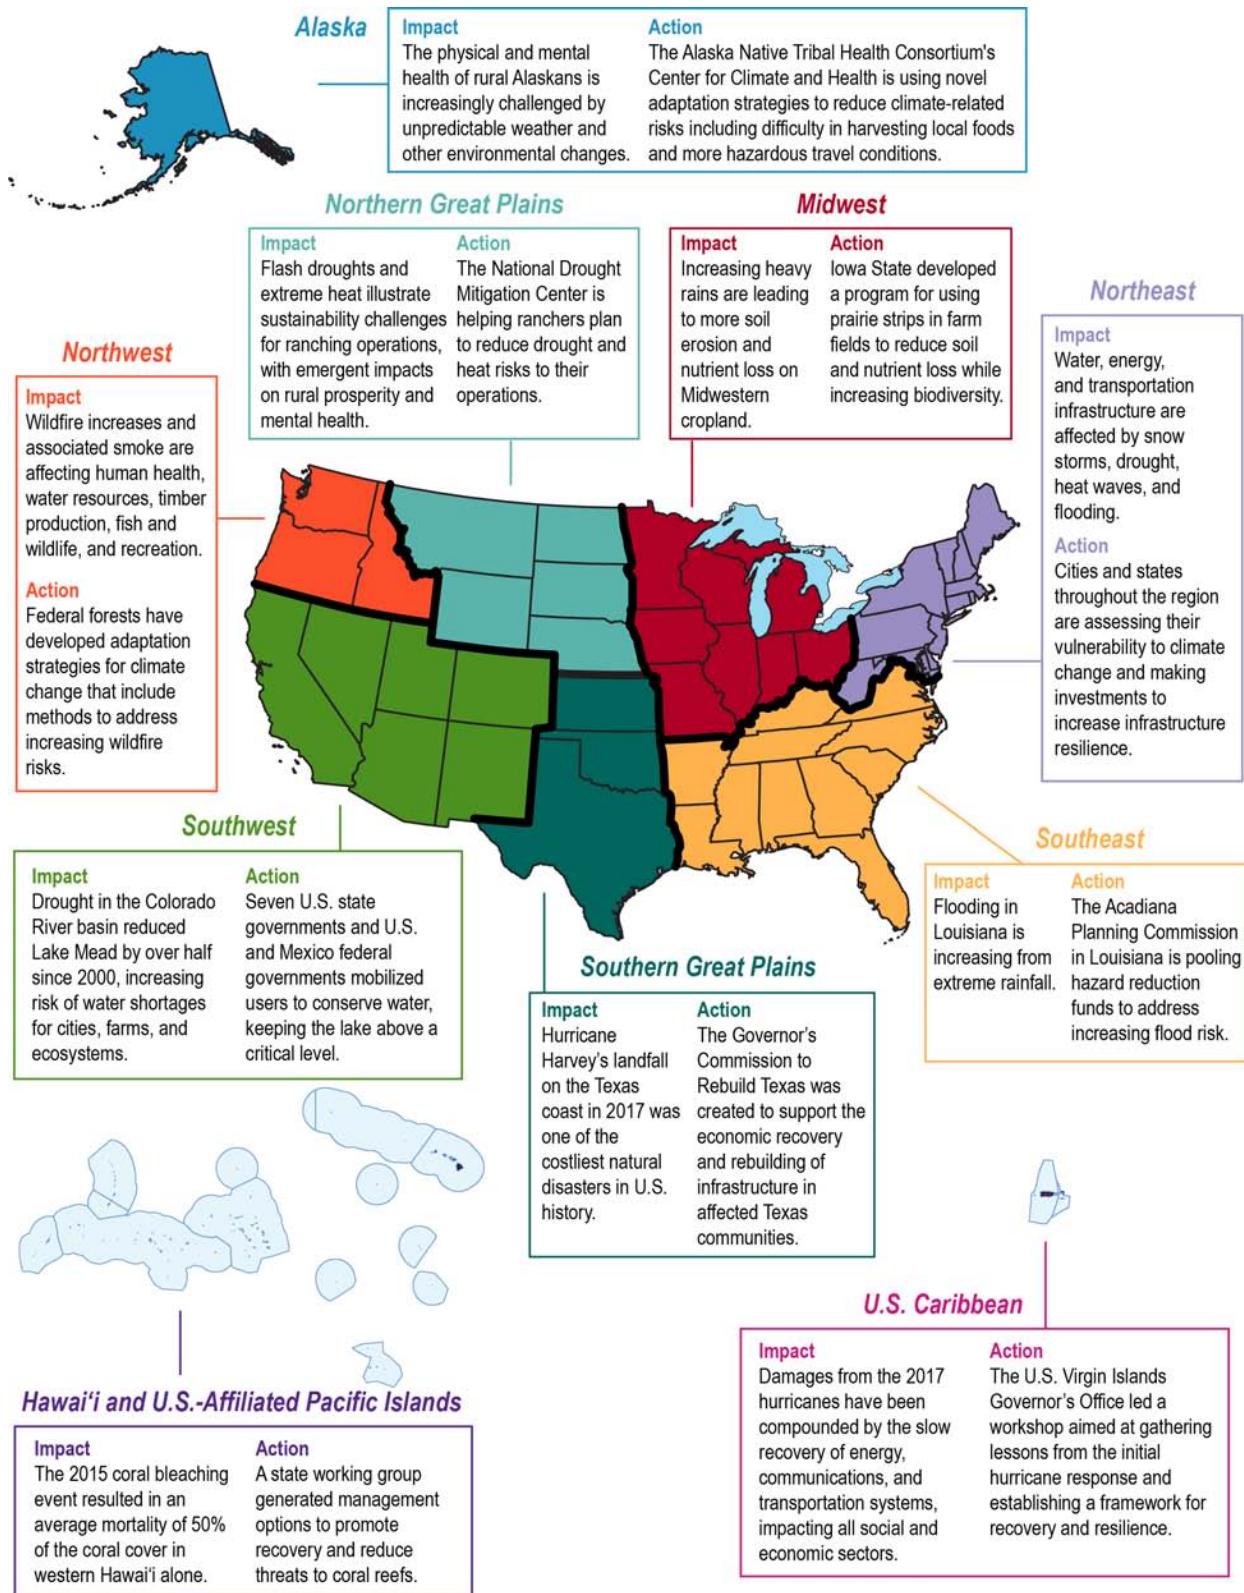 Alaska
Impact
The physical and mental
health of rural Alaskans is
increasingly challenged by
unpredictable weather and
other environmental changes.
Action
The Alaska Native Tribal Health Consortium's
Center for Climate and Health is using novel
adaptation strategies to reduce climate-related
risks including difficulty in harvesting local foods
and more hazardous travel conditions.
Northern Great Plains
Impact
Flash droughts and
extreme heat illustrate
sustainability challenges
for ranching operations,
with emergent impacts
on rural prosperity and
mental health.
Action
The National Drought
Mitigation Center is
helping ranchers plan
to reduce drought and
heat risks to their
operations.
Midwest
Impact
Increasing heavy
rains are leading
to more soil
erosion and
nutrient loss on
Midwestern
cropland.
Action
Iowa State developed
a program for using
prairie strips in farm
fields to reduce soil
and nutrient loss while
increasing biodiversity.
Northeast
Impact
Water, energy,
and transportation
infrastructure are
affected by snow
storms, drought,
heat waves, and
flooding.
Action
Cities and states
throughout the region
are assessing their
vulnerability to climate
change and making
investments to
increase infrastructure
resilience.
Northwest
Impact
Wildfire increases and
associated smoke are
affecting human health,
water resources, timber
production, fish and
wildlife, and recreation.
Action
Federal forests have
developed adaptation
strategies for climate
change that include
methods to address
increasing wildfire
risks.
Southwest
Impact
Drought in the Colorado
River basin reduced
Lake Mead by over half
since 2000, increasing
risk of water shortages
for cities, farms, and
ecosystems.
Action
Seven U.S. state
governments and U.S.
and Mexico federal
governments mobilized
users to conserve water,
keeping the lake above a
critical level.
Southern Great Plains
Impact
Hurricane
Harvey's landfall
on the Texas
coast in 2017 was
one of the
costliest natural
disasters in U.S.
history.
Action
The Governor's
Commission to
Rebuild Texas was
created to support the
economic recovery
and rebuilding of
infrastructure in
affected Texas
communities.
Southeast
Impact
Flooding in
Louisiana is
increasing from
extreme rainfall.
Action
The Acadiana
Planning Commission
in Louisiana is pooling
hazard reduction
funds to address
increasing flood risk.
Hawai‘i and U.S.-Affiliated Pacific Islands
Impact
The 2015 coral bleaching
event resulted in an
average mortality of 50%
of the coral cover in
western Hawai‘i alone.
Action
A state working group
generated management
options to promote
recovery and reduce
threats to coral reefs.
U.S. Caribbean
Impact
Damages from the 2017
hurricanes have been
compounded by the slow
recovery of energy,
communications, and
transportation systems,
impacting all social and
economic sectors.
Action
The U.S. Virgin Islands
Governor's Office led a
workshop aimed at gathering
lessons from the initial
hurricane response and
establishing a framework for
recovery and resilience.